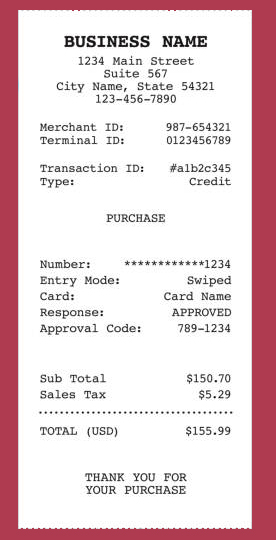 BUSINESS NAME
1234 Main Street
Suite 567
City Name, State 54321
123-456-7890
Merchant ID: 987-654321
Terminal ID: 0123456789
Transaction ID: #a1b2c345
Type: Credit
PURCHASE
Number: ************1234
Entry Mode: Swiped
Card: Card Name
Response: APPROVED
Approval Code: 789-1234
Sub Total $150.70
Sales Tax $5.29
TOTAL (USD) $155.99
THANK YOU FOR
YOUR PURCHASE